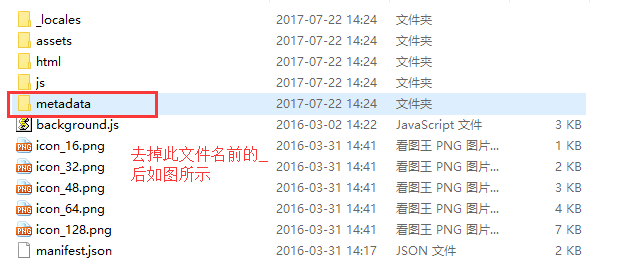 _locales 2017-07-22 14:24 文件夹
assets 2017-07-22 14:24 文件夹
html 2017-07-22 14:24 文件夹
js 2017-07-22 14:24 文件夹
metadata 2017-07-22 14:24 文件夹
background.js 2016-03-02 14:22 JavaScript 文件 3 KB
icon_16.png 2016-03-31 14:41 看图王 PNG 图片... 1 KB
icon_32.png 2016-03-31 14:41 看图王 PNG 图片... 2 KB
icon_48.png 2016-03-31 14:41 看图王 PNG 图片... 3 KB
icon_64.png 2016-03-31 14:41 看图王 PNG 图片... 4 KB
icon_128.png 2016-03-31 14:41 看图王 PNG 图片... 7 KB
manifest.json 2016-03-31 14:17 JSON 文件 2 KB
去掉此文件名前的_
后如图所示